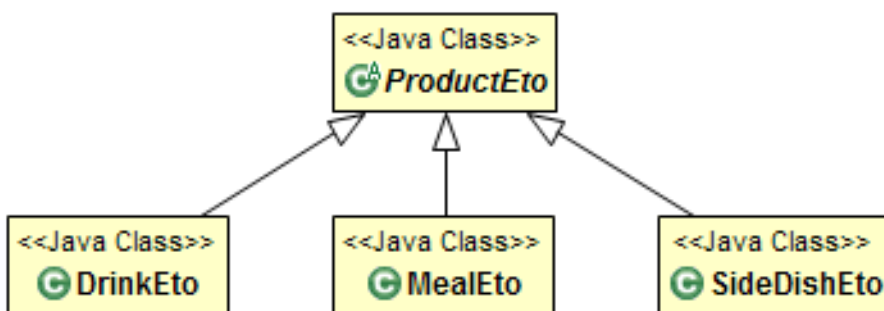 <<Java Class>>
ProductEto
<<Java Class>>
DrinkEto
<<Java Class>>
MealEto
<<Java Class>>
SideDishEto